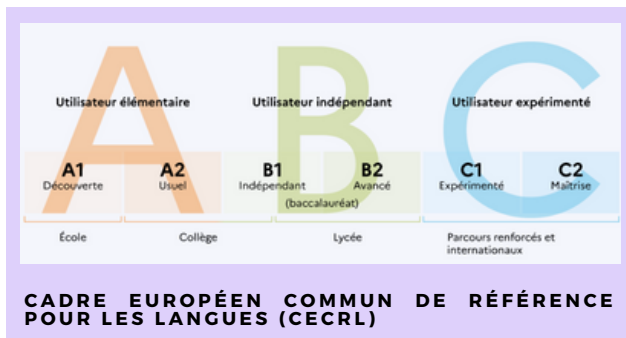 A B C
Utilisateur élémentaire Utilisateur indépendant Utilisateur expérimenté
A1 A2 B1 B2 C1 C2
Découverte Usuel Indépendant Avancé Expérimenté Maîtrise
(baccalauréat)
École Collège Lycée Parcours renforcés et
internationaux
CADRE EUROPÉEN COMMUN DE RÉFÉRENCE
POUR LES LANGUES (CECRL)